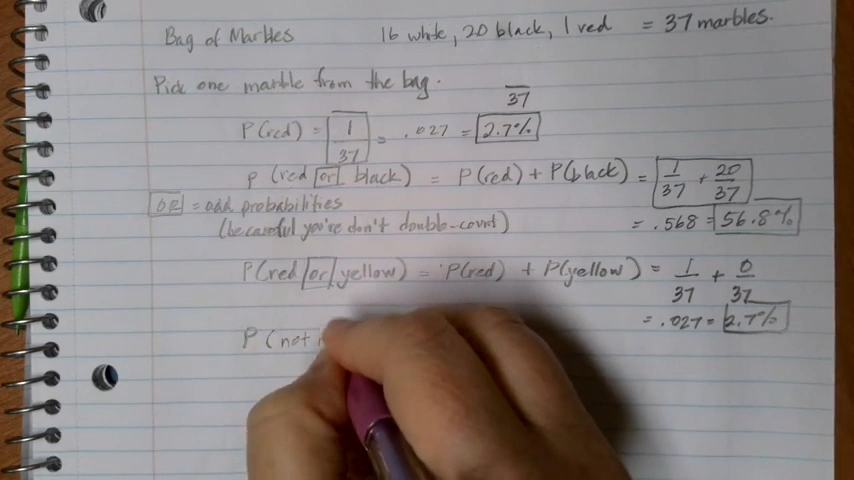 Bag of Marbles 16 white, 20 black, 1 red = 37 marbles.
Pick one marble from the bag.
37
P(red) = 1/37 = .027 = 2.7%
P(red or black) = P(red) + P(black) = 1/37 + 20/37
OR = add probabilities
= .568 = 56.8%
(be careful you're don't double-count)
P(red or yellow) = P(red) + P(yellow) = 1/37 + 0/37
= .027 = 2.7%
P(not